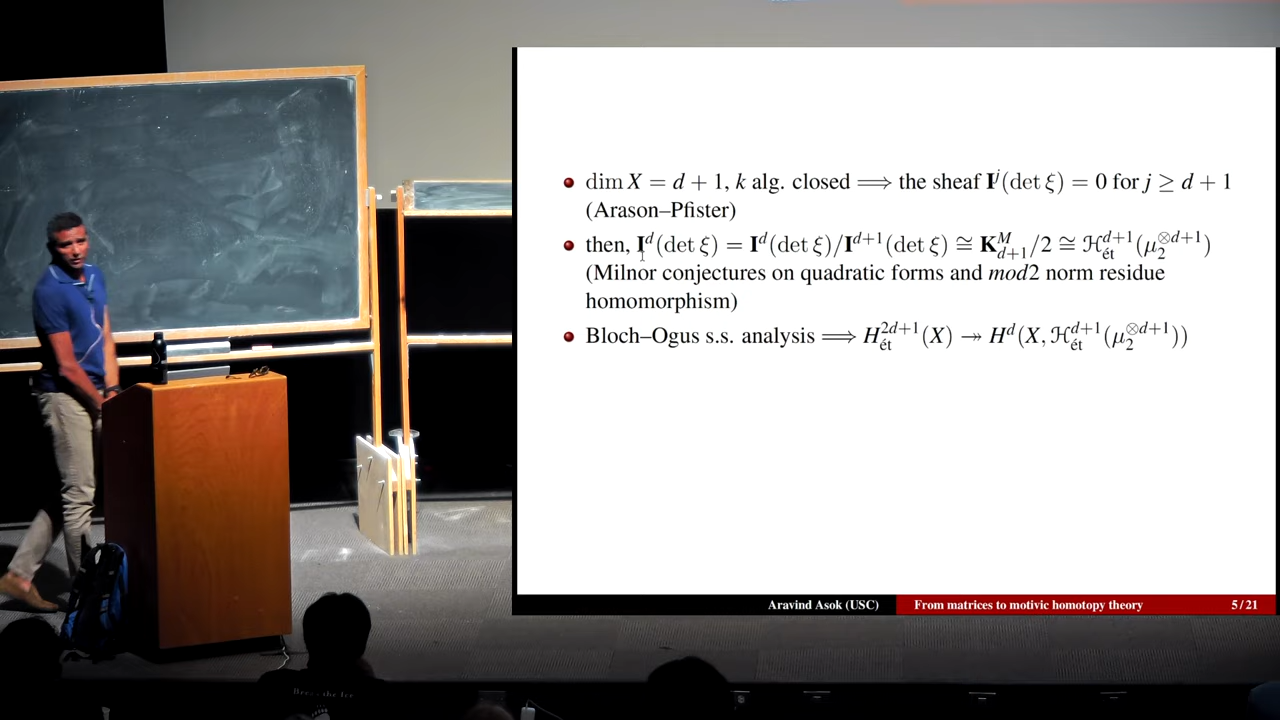 dim X = d + 1, k alg. closed ⟹ the sheaf I^j(det ξ) = 0 for j ≥ d + 1
(Arason–Pfister)
then, I^d(det ξ) = I^d(det ξ)/I^{d+1}(det ξ) ≅ K^M_{d+1}/2 ≅ ℋ^{d+1}_{ét}(μ_2^{⊗d+1})
(Milnor conjectures on quadratic forms and mod2 norm residue
homomorphism)
Bloch–Ogus s.s. analysis ⟹ H^{2d+1}_{ét}(X) ↠ H^d(X, ℋ^{d+1}_{ét}(μ_2^{⊗d+1}))
Aravind Asok (USC) From matrices to motivic homotopy theory 5 / 21